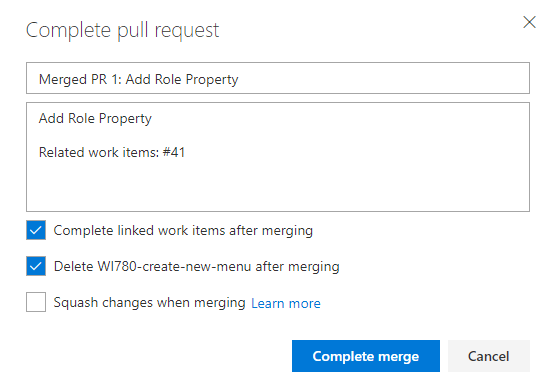 Complete pull request
Merged PR 1: Add Role Property
Add Role Property
Related work items: #41
Complete linked work items after merging
Delete WI780-create-new-menu after merging
Squash changes when merging Learn more
Complete merge Cancel